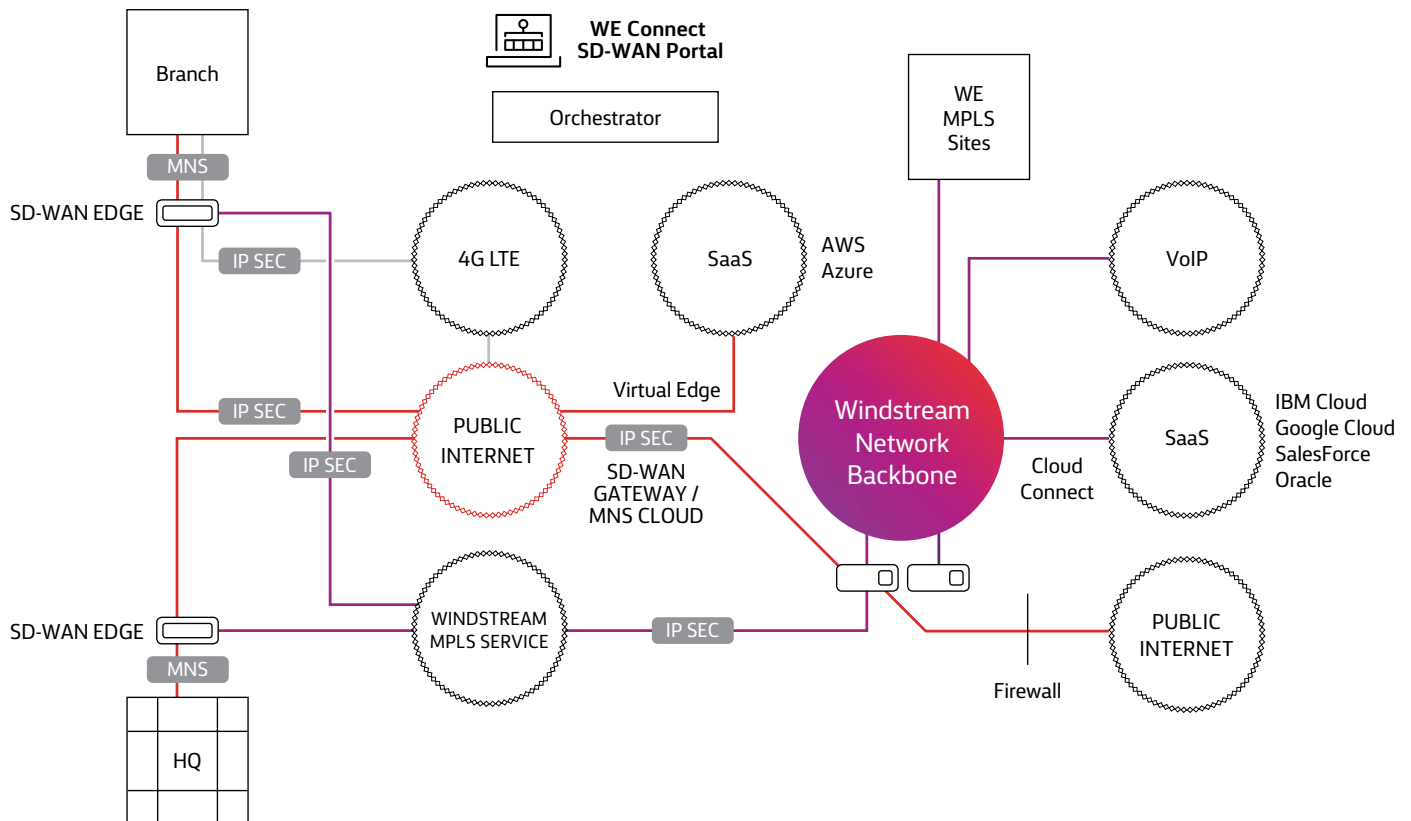 WE Connect
SD-WAN Portal
Branch
Orchestrator
WE
MPLS
Sites
MNS
SD-WAN EDGE
IP SEC
4G LTE
SaaS
AWS
Azure
VoIP
IP SEC
PUBLIC
INTERNET
Virtual Edge
IP SEC
SD-WAN
GATEWAY /
MNS CLOUD
IP SEC
Windstream
Network
Backbone
Cloud
Connect
SaaS
IBM Cloud
Google Cloud
SalesForce
Oracle
SD-WAN EDGE
MNS
WINDSTREAM
MPLS SERVICE
IP SEC
Firewall
PUBLIC
INTERNET
HQ